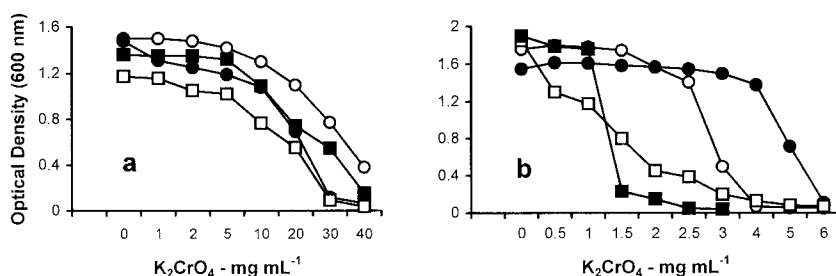 1.6
1.2
0.8
0.4
0
Optical Density (600 nm)
a
0 1 2 5 10 20 30 40
K₂CrO₄ - mg mL⁻¹
2
1.6
1.2
0.8
0.4
0
b
0 0.5 1 1.5 2 2.5 3 4 5 6
K₂CrO₄ - mg mL⁻¹